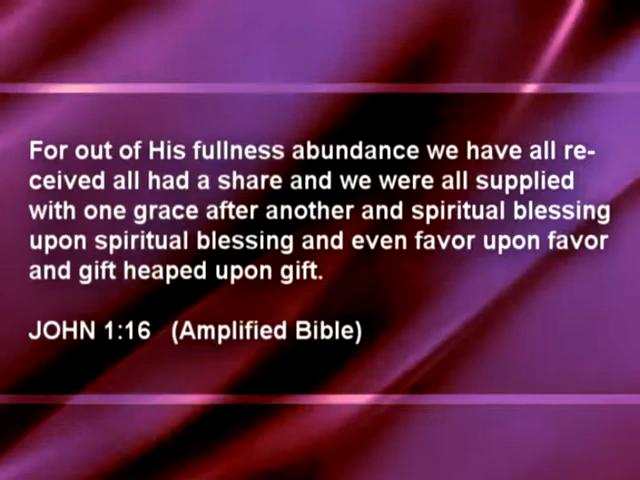 For out of His fullness abundance we have all re-
ceived all had a share and we were all supplied
with one grace after another and spiritual blessing
upon spiritual blessing and even favor upon favor
and gift heaped upon gift.
JOHN 1:16 (Amplified Bible)